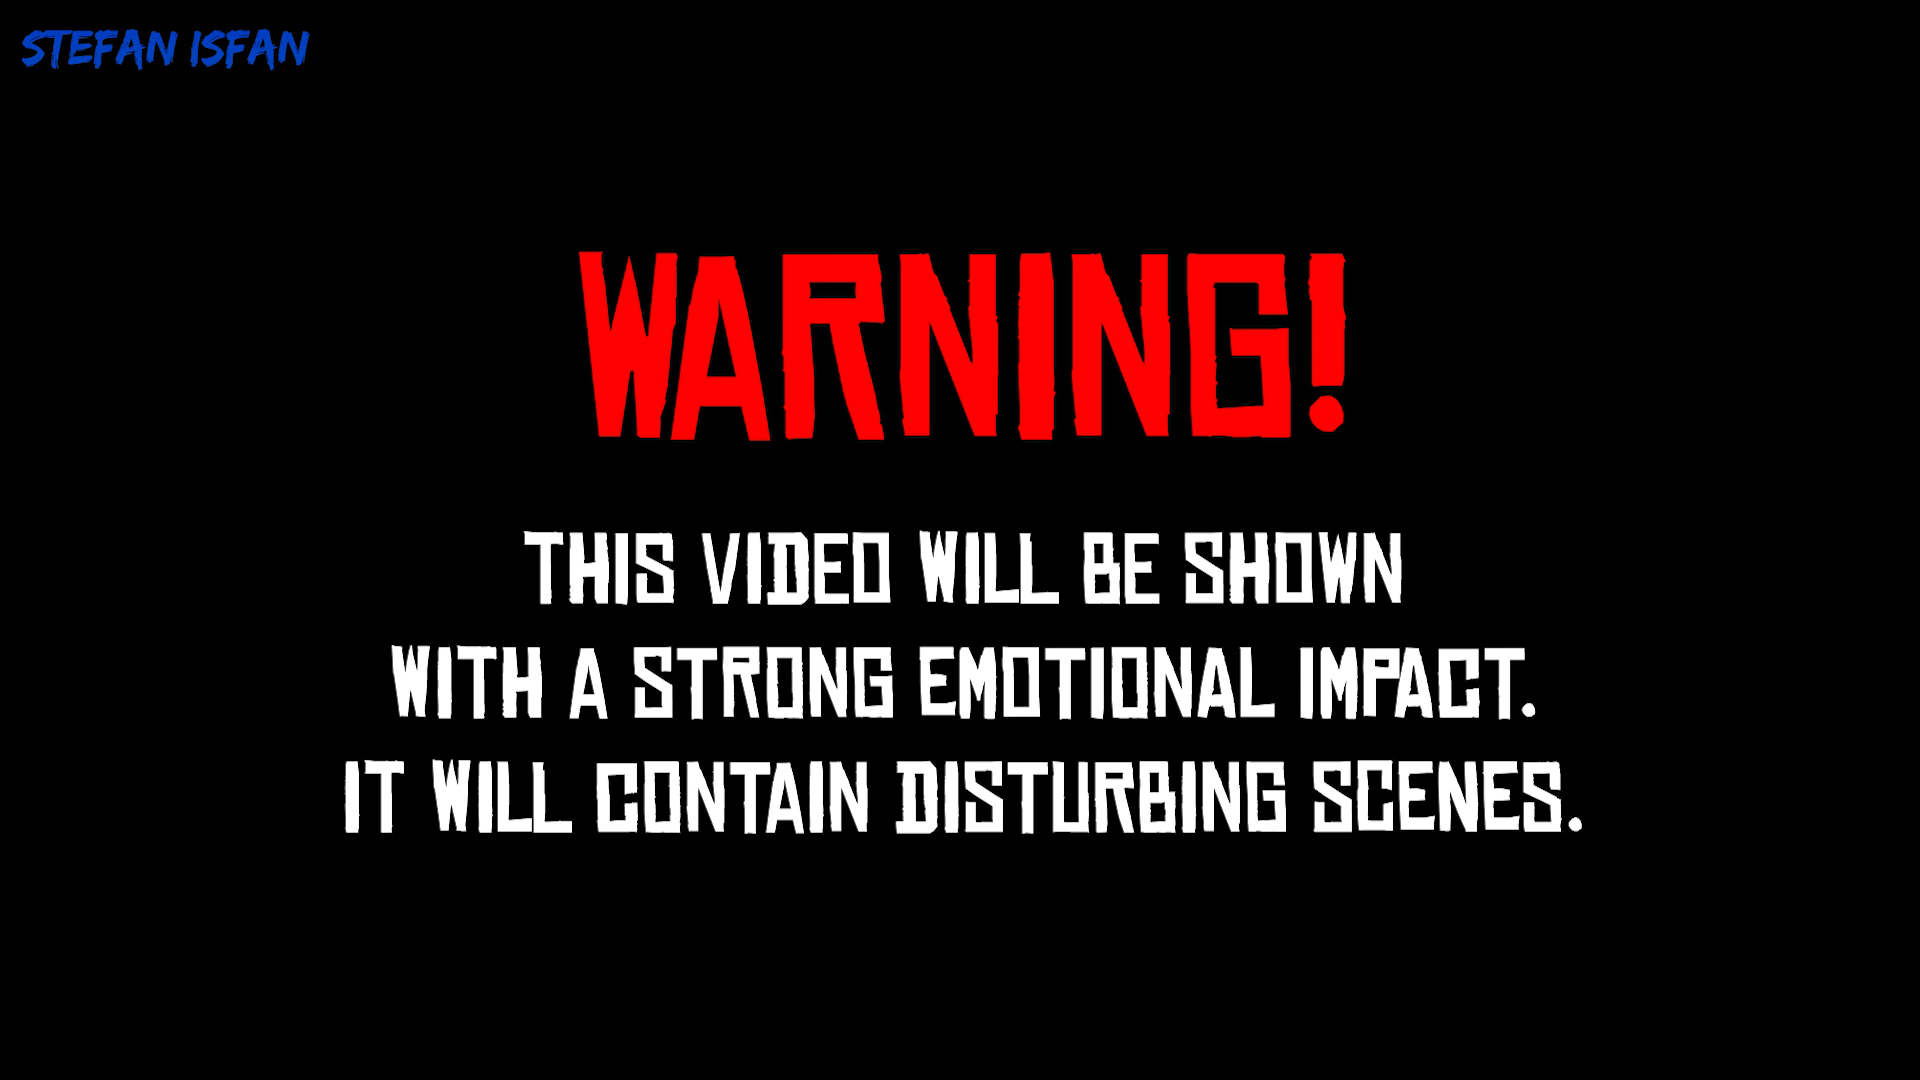 STEFAN ISFAN
WARNING!
THIS VIDEO WILL BE SHOWN
WITH A STRONG EMOTIONAL IMPACT.
IT WILL CONTAIN DISTURBING SCENES.